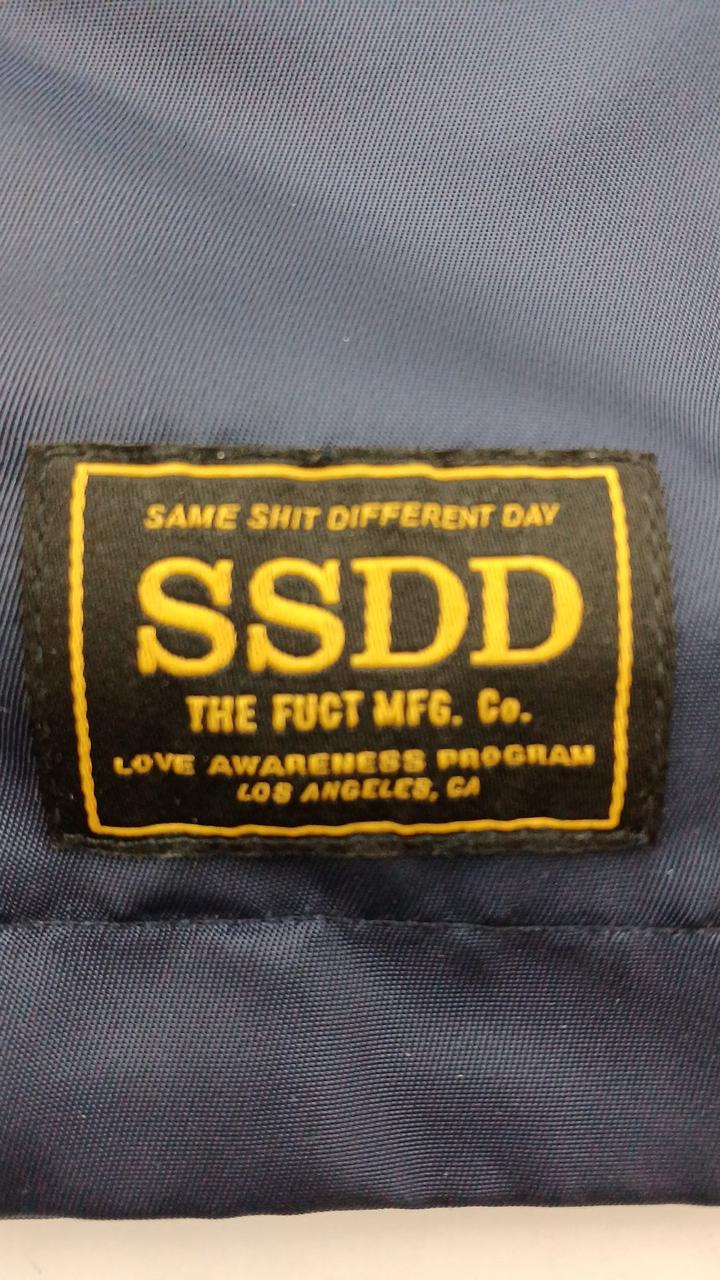 SAME SHIT DIFFERENT DAY
SSDD
THE FUCT MFG. Co.
LOVE AWARENESS PROGRAM
LOS ANGELES, CA